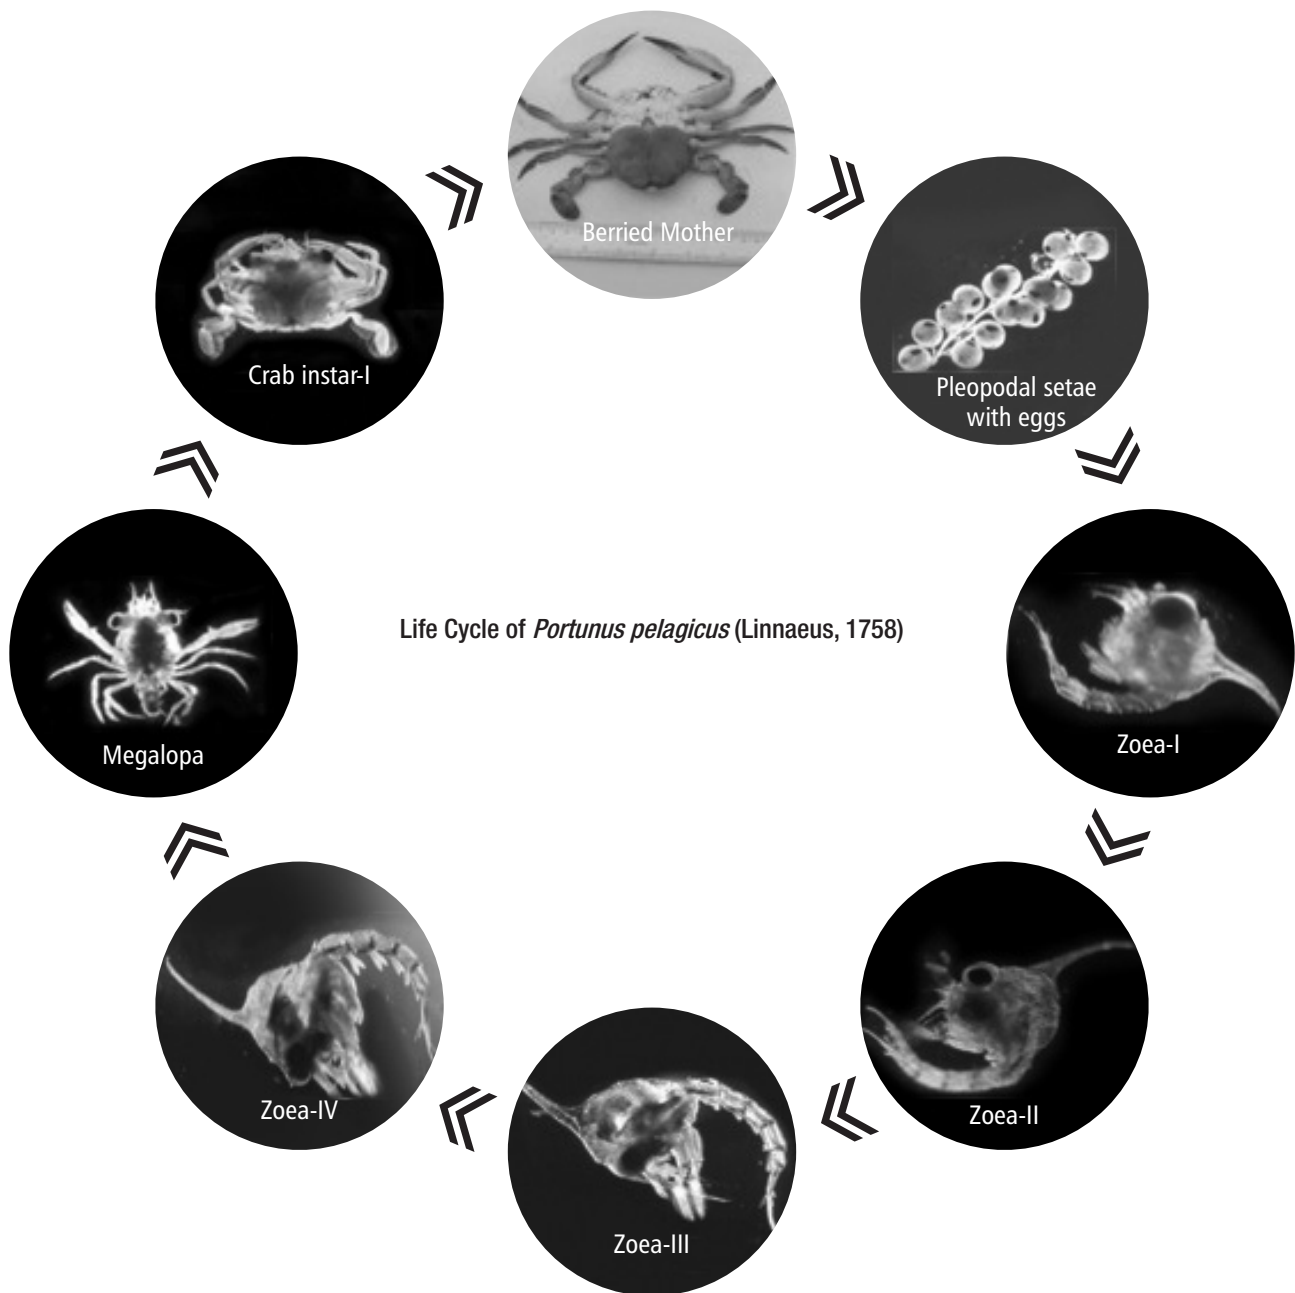 Berried Mother
Pleopodal setae
with eggs
Zoea-I
Zoea-II
Zoea-III
Zoea-IV
Megalopa
Crab instar-I
Life Cycle of Portunus pelagicus (Linnaeus, 1758)